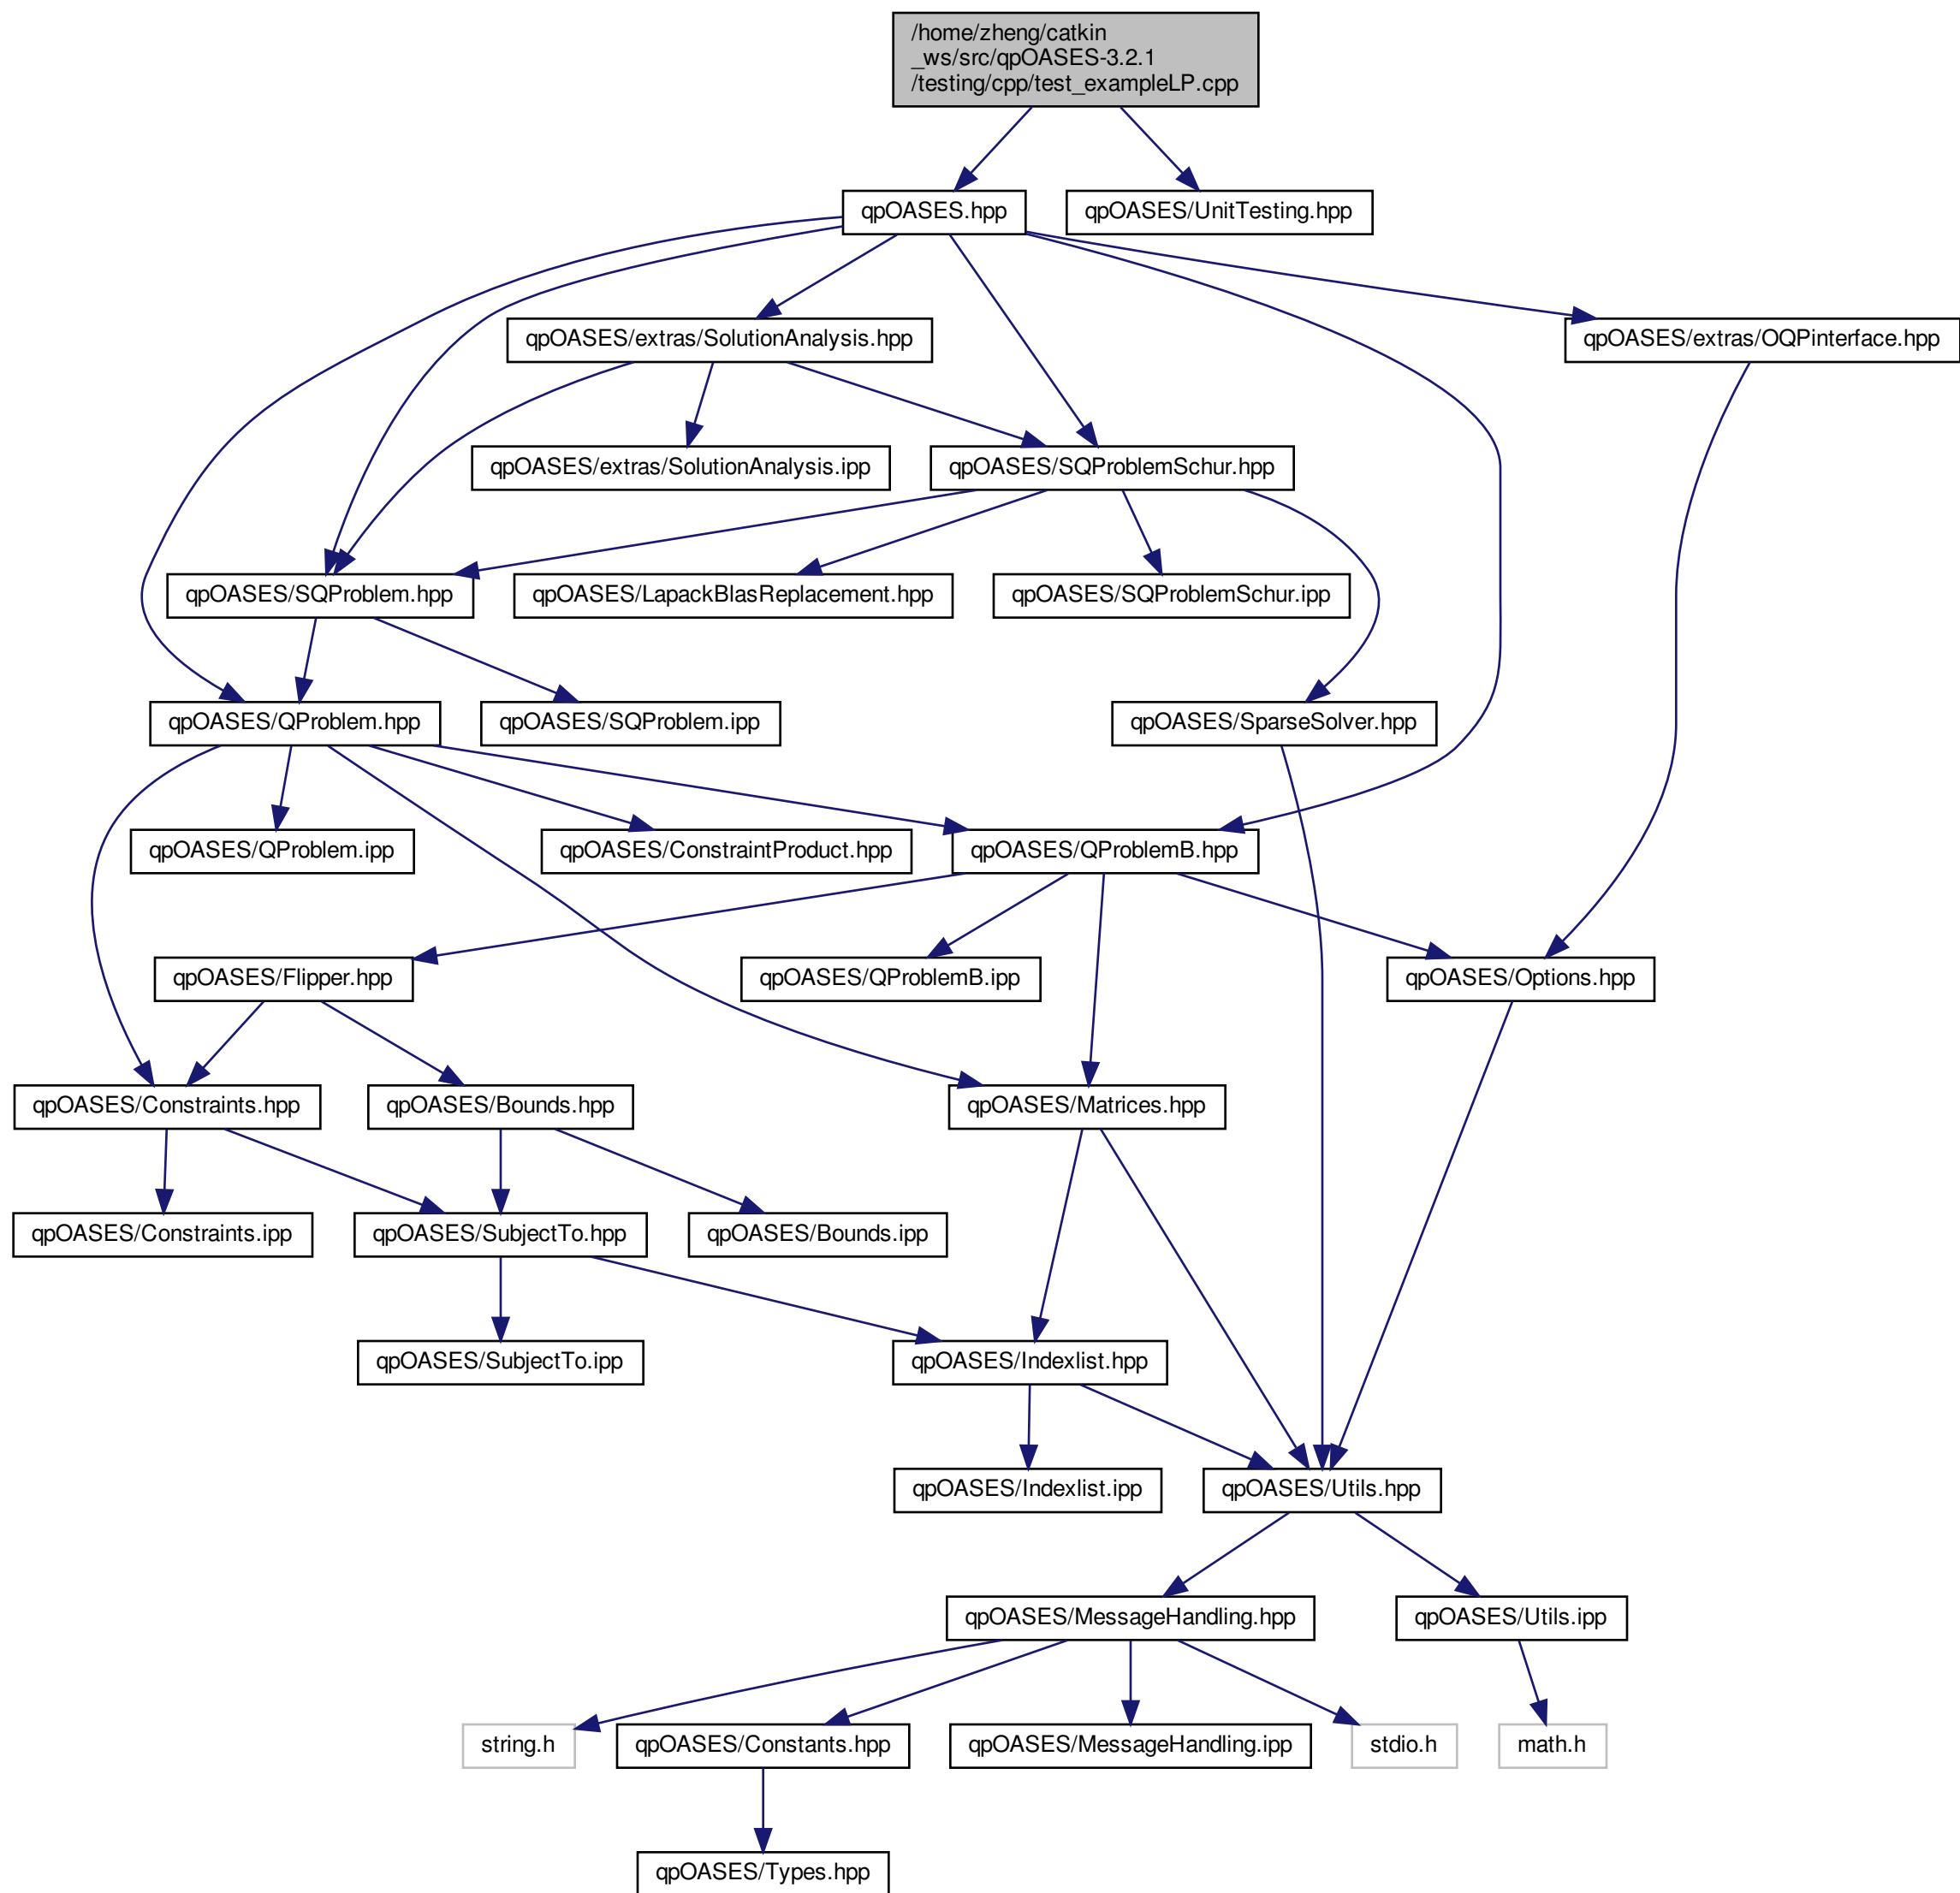 /home/zheng/catkin
_ws/src/qpOASES-3.2.1
/testing/cpp/test_exampleLP.cpp
qpOASES.hpp
qpOASES/UnitTesting.hpp
qpOASES/extras/SolutionAnalysis.hpp
qpOASES/extras/OQPinterface.hpp
qpOASES/extras/SolutionAnalysis.ipp
qpOASES/SQProblemSchur.hpp
qpOASES/SQProblem.hpp
qpOASES/LapackBlasReplacement.hpp
qpOASES/SQProblemSchur.ipp
qpOASES/QProblem.hpp
qpOASES/SQProblem.ipp
qpOASES/SparseSolver.hpp
qpOASES/QProblem.ipp
qpOASES/ConstraintProduct.hpp
qpOASES/QProblemB.hpp
qpOASES/Flipper.hpp
qpOASES/QProblemB.ipp
qpOASES/Options.hpp
qpOASES/Constraints.hpp
qpOASES/Bounds.hpp
qpOASES/Matrices.hpp
qpOASES/Constraints.ipp
qpOASES/SubjectTo.hpp
qpOASES/Bounds.ipp
qpOASES/SubjectTo.ipp
qpOASES/Indexlist.hpp
qpOASES/Indexlist.ipp
qpOASES/Utils.hpp
qpOASES/MessageHandling.hpp
qpOASES/Utils.ipp
string.h
qpOASES/Constants.hpp
qpOASES/MessageHandling.ipp
stdio.h
math.h
qpOASES/Types.hpp